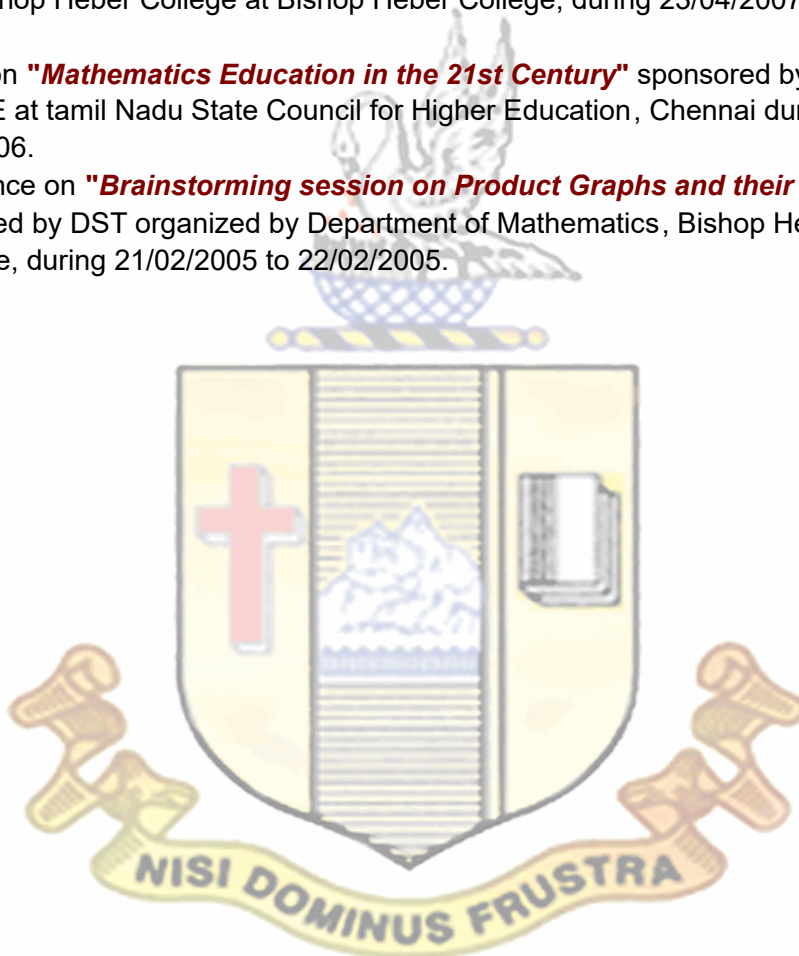 hop Heber College at Bishop Heber College, during 23/04/2007
on "Mathematics Education in the 21st Century" sponsored by
E at tamil Nadu State Council for Higher Education, Chennai du
06.
nce on "Brainstorming session on Product Graphs and their
ed by DST organized by Department of Mathematics, Bishop He
e, during 21/02/2005 to 22/02/2005.
NISI DOMINUS FRUSTRA